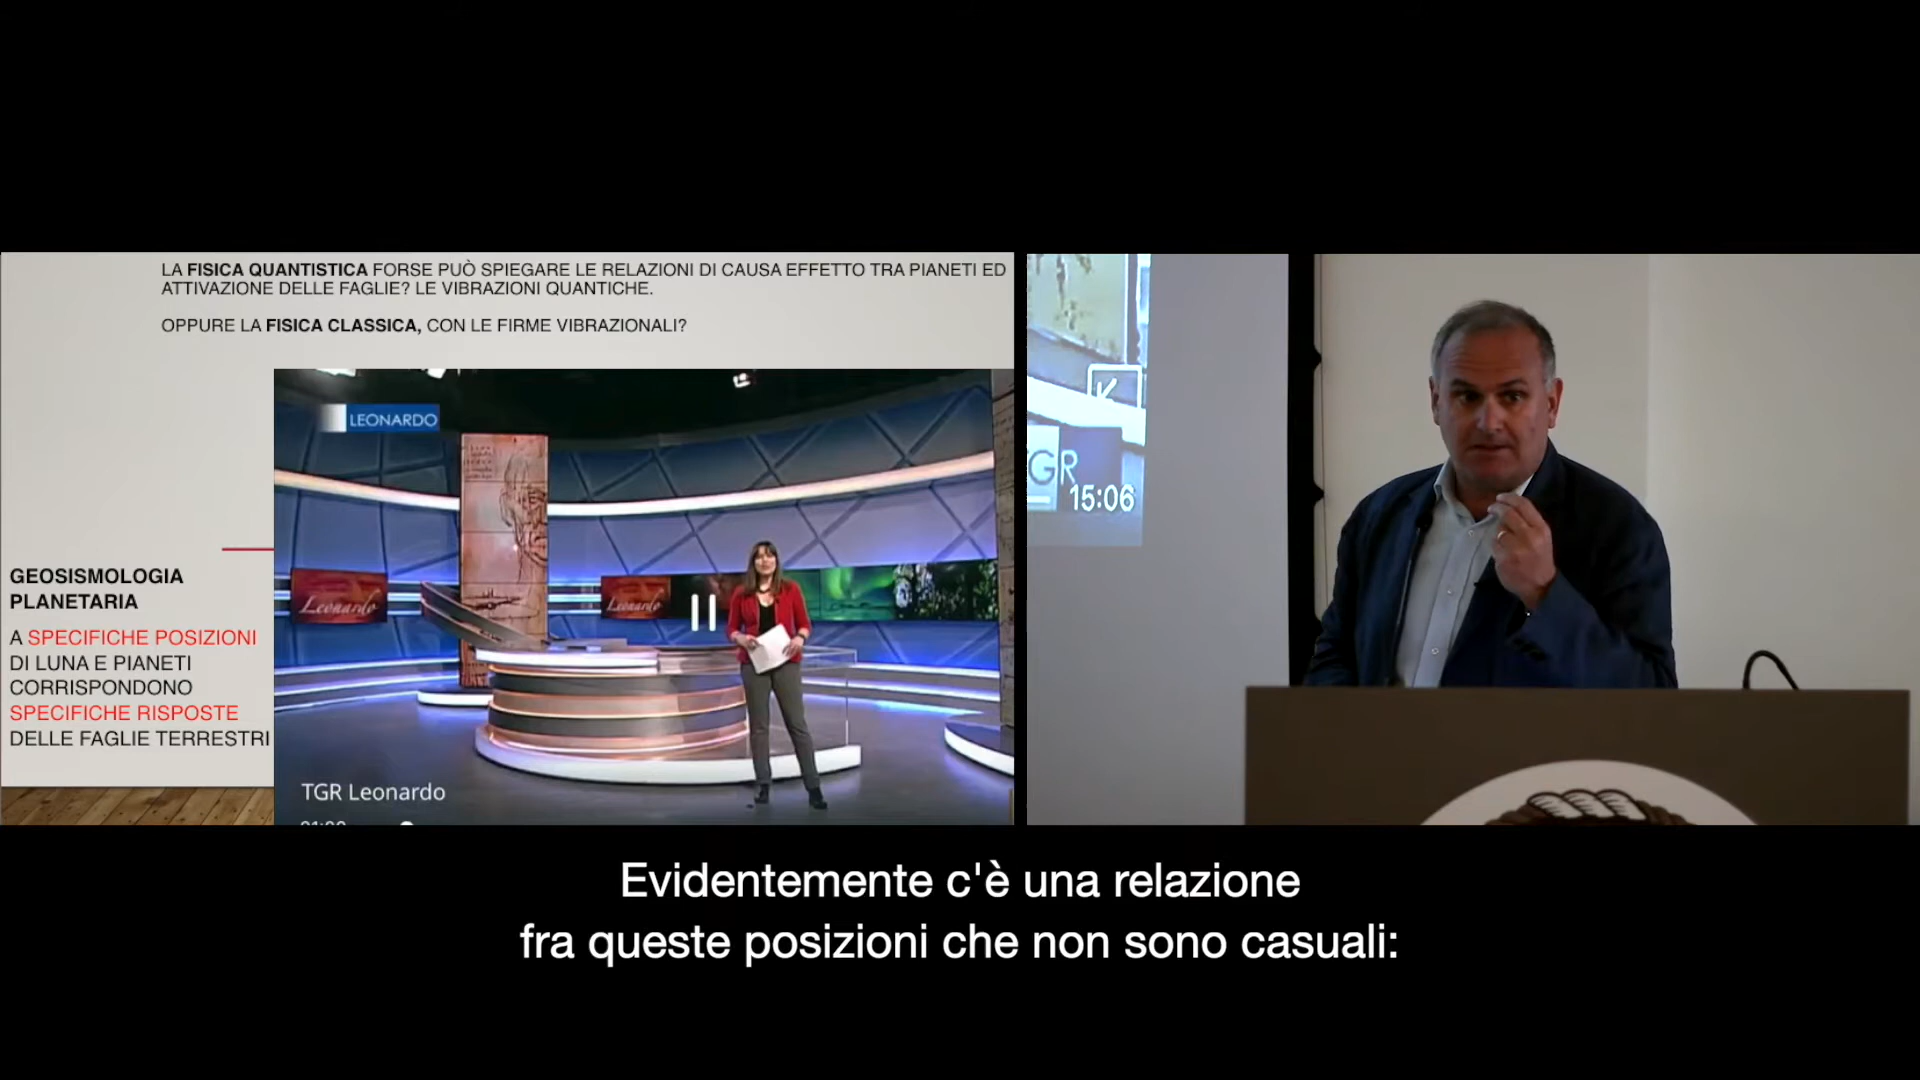 LA FISICA QUANTISTICA FORSE PUÒ SPIEGARE LE RELAZIONI DI CAUSA EFFETTO TRA PIANETI ED
ATTIVAZIONE DELLE FAGLIE? LE VIBRAZIONI QUANTICHE.
OPPURE LA FISICA CLASSICA, CON LE FIRME VIBRAZIONALI?
GEOSISMOLOGIA
PLANETARIA
A SPECIFICHE POSIZIONI
DI LUNA E PIANETI
CORRISPONDONO
SPECIFICHE RISPOSTE
DELLE FAGLIE TERRESTRI
LEONARDO
Leonardo
Leonardo
TGR Leonardo
GR
15:06
Evidentemente c'è una relazione
fra queste posizioni che non sono casuali: